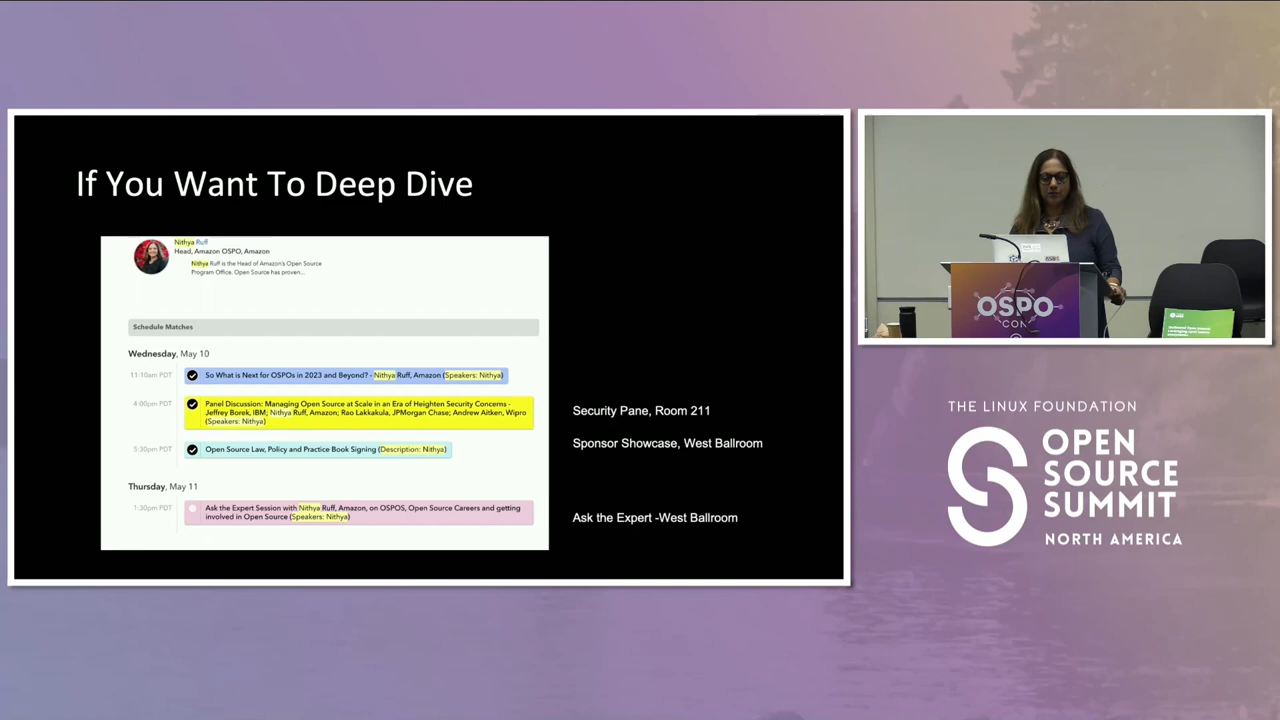 If You Want To Deep Dive
Nithya Ruff
Head, Amazon OSPO, Amazon
Nithya Ruff is the Head of Amazon's Open Source
Program Office. Open Source has proven...
Schedule Matches
Wednesday, May 10
11:10am PDT
So What is Next for OSPOs in 2023 and Beyond? - Nithya Ruff, Amazon (Speakers: Nithya)
4:00pm PDT
Panel Discussion: Managing Open Source at Scale in an Era of Heighten Security Concerns -
Jeffrey Borek, IBM; Nithya Ruff, Amazon; Rao Lakkakula, JPMorgan Chase; Andrew Aitken, Wipro
(Speakers: Nithya)
5:30pm PDT
Open Source Law, Policy and Practice Book Signing (Description: Nithya)
Thursday, May 11
1:30pm PDT
Ask the Expert Session with Nithya Ruff, Amazon, on OSPOS, Open Source Careers and getting
involved in Open Source (Speakers: Nithya)
Security Pane, Room 211
Sponsor Showcase, West Ballroom
Ask the Expert -West Ballroom
OSPO
CON
THE LINUX FOUNDATION
OPEN
SOURCE
SUMMIT
NORTH AMERICA